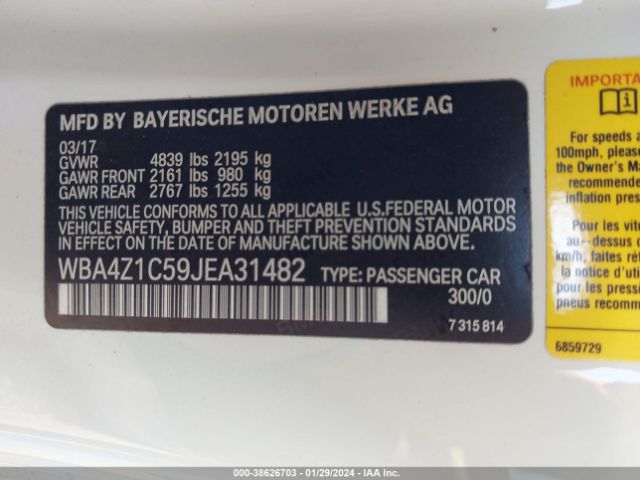 MFD BY BAYERISCHE MOTOREN WERKE AG
03/17
GVWR 4839 lbs 2195 kg
GAWR FRONT 2161 lbs 980 kg
GAWR REAR 2767 lbs 1255 kg
THIS VEHICLE CONFORMS TO ALL APPLICABLE U.S.FEDERAL MOTOR
VEHICLE SAFETY, BUMPER AND THEFT PREVENTION STANDARDS
IN EFFECT ON THE DATE OF MANUFACTURE SHOWN ABOVE.
WBA4Z1C59JEA31482 TYPE: PASSENGER CAR
300/0
7 315 814
IMPORTA
For speeds a
100mph, please
the Owner's Ma
recommende
inflation pres
Pour les vit
au-dessus d
km/h, faites réf
la notice d'uti
pour les pressi
pneus recomm
6859729
000-38626703 - 01/29/2024 - IAA Inc.